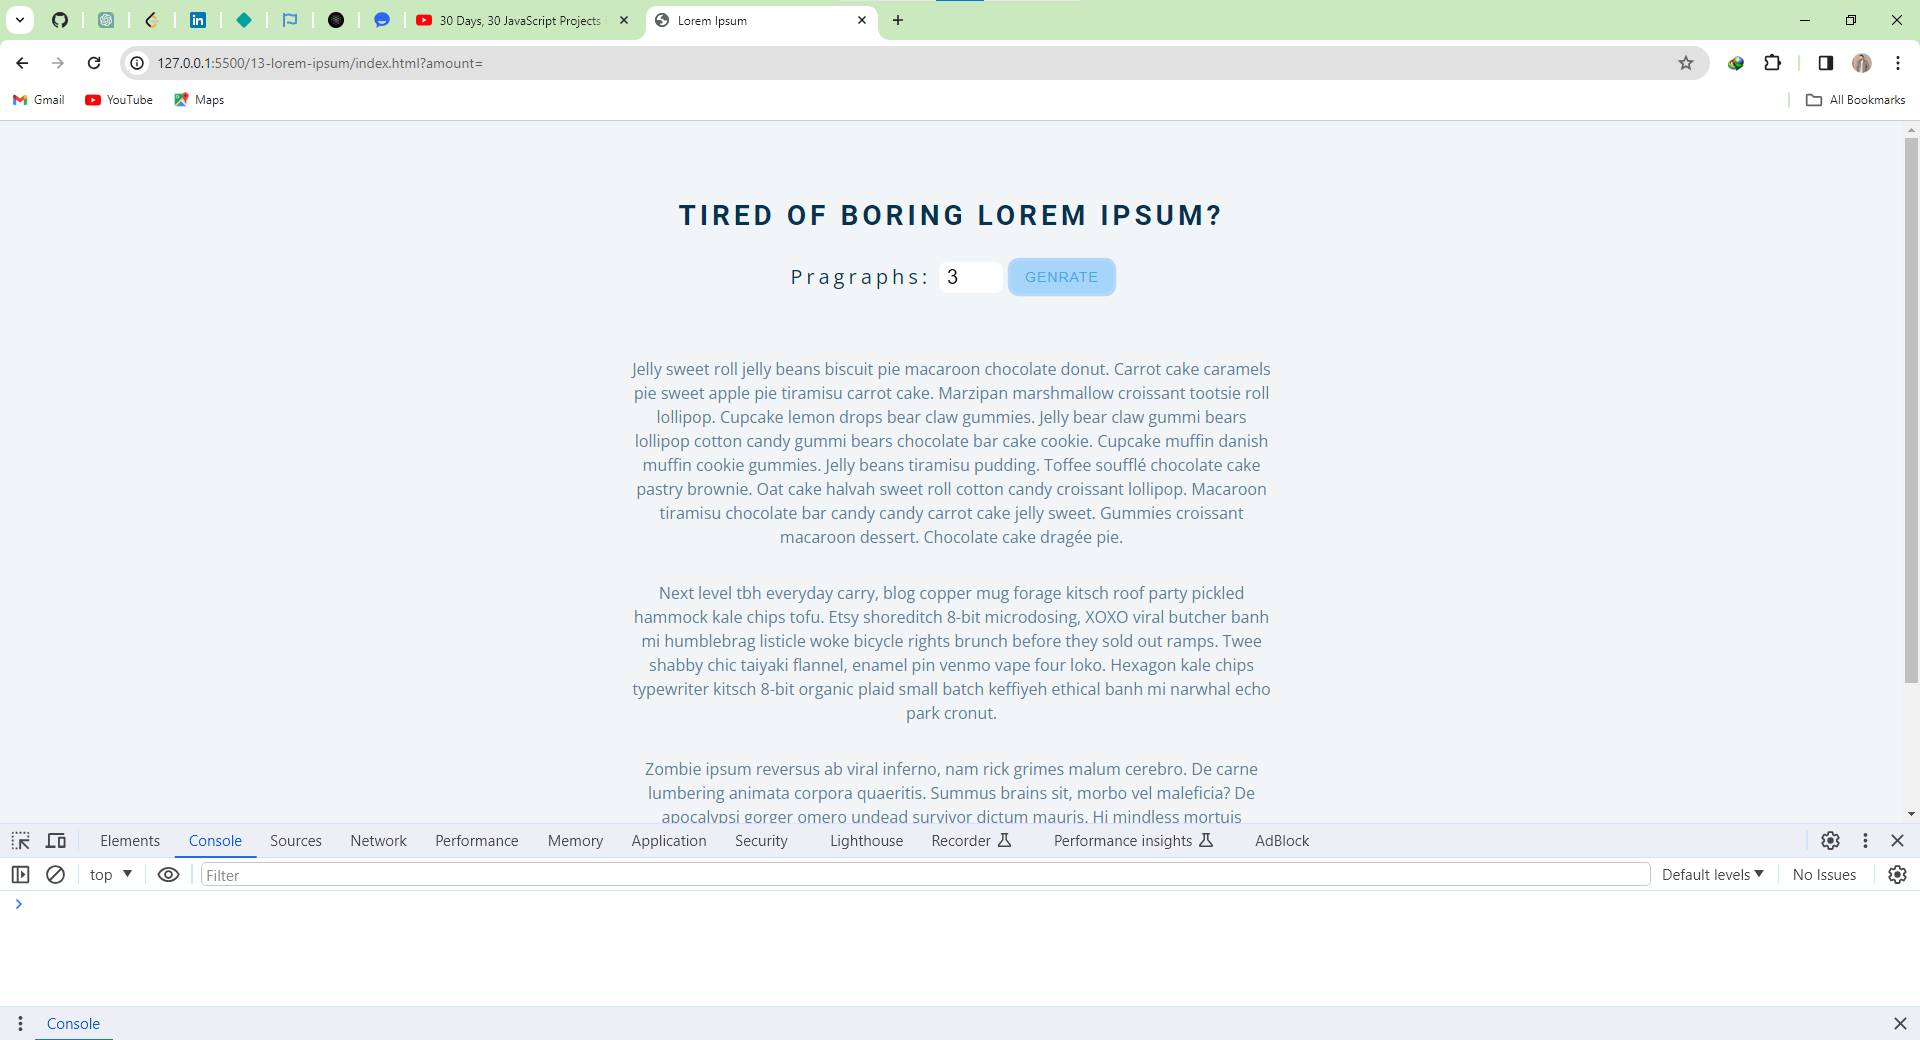 30 Days, 30 JavaScript Projects
Lorem Ipsum
127.0.0.1:5500/13-lorem-ipsum/index.html?amount=
Gmail YouTube Maps All Bookmarks
TIRED OF BORING LOREM IPSUM?
Pragraphs: 3 GENRATE
Jelly sweet roll jelly beans biscuit pie macaroon chocolate donut. Carrot cake caramels
pie sweet apple pie tiramisu carrot cake. Marzipan marshmallow croissant tootsie roll
lollipop. Cupcake lemon drops bear claw gummies. Jelly bear claw gummi bears
lollipop cotton candy gummi bears chocolate bar cake cookie. Cupcake muffin danish
muffin cookie gummies. Jelly beans tiramisu pudding. Toffee soufflé chocolate cake
pastry brownie. Oat cake halvah sweet roll cotton candy croissant lollipop. Macaroon
tiramisu chocolate bar candy candy carrot cake jelly sweet. Gummies croissant
macaroon dessert. Chocolate cake dragée pie.
Next level tbh everyday carry, blog copper mug forage kitsch roof party pickled
hammock kale chips tofu. Etsy shoreditch 8-bit microdosing, XOXO viral butcher banh
mi humblebrag listicle woke bicycle rights brunch before they sold out ramps. Twee
shabby chic taiyaki flannel, enamel pin venmo vape four loko. Hexagon kale chips
typewriter kitsch 8-bit organic plaid small batch keffiyeh ethical banh mi narwhal echo
park cronut.
Zombie ipsum reversus ab viral inferno, nam rick grimes malum cerebro. De carne
lumbering animata corpora quaeritis. Summus brains sit, morbo vel maleficia? De
apocalypsi gorger omero undead survivor dictum mauris. Hi mindless mortuis
Elements Console Sources Network Performance Memory Application Security Lighthouse Recorder Performance insights AdBlock
top Filter Default levels No Issues
Console